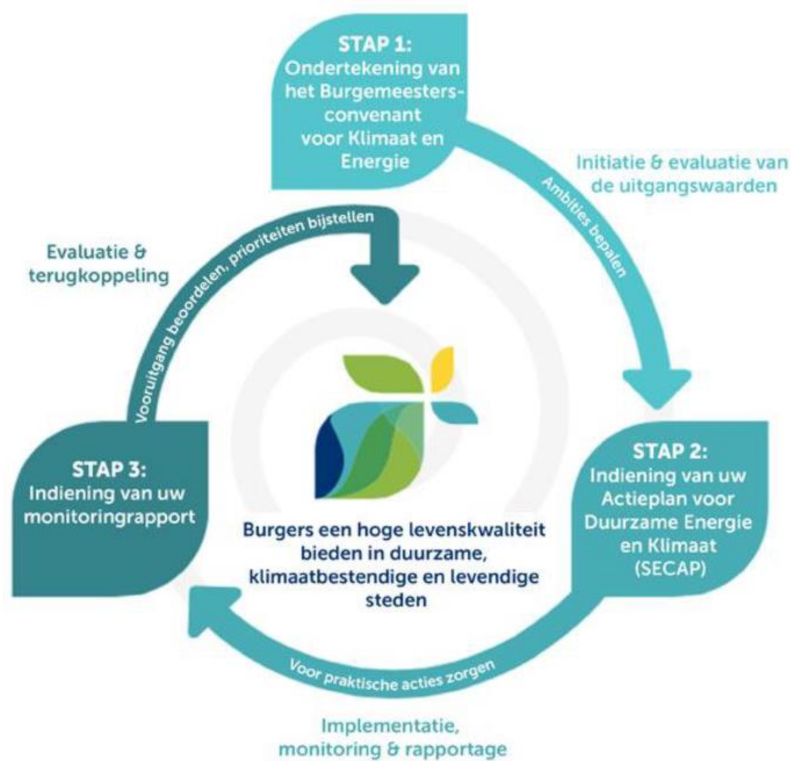 STAP 1:
Ondertekening van
het Burgemeesters-
convenant
voor Klimaat en
Energie
Initiatie & evaluatie van
de uitgangswaarden
Ambities bepalen
Evaluatie &
terugkoppeling
Vooruitgang beoordelen, prioriteiten bijstellen
STAP 2:
Indiening van uw
Actieplan voor
Duurzame Energie
en Klimaat
(SECAP)
STAP 3:
Indiening van uw
monitoringrapport
Burgers een hoge levenskwaliteit
bieden in duurzame,
klimaatbestendige en levendige
steden
Voor praktische acties zorgen
Implementatie,
monitoring & rapportage